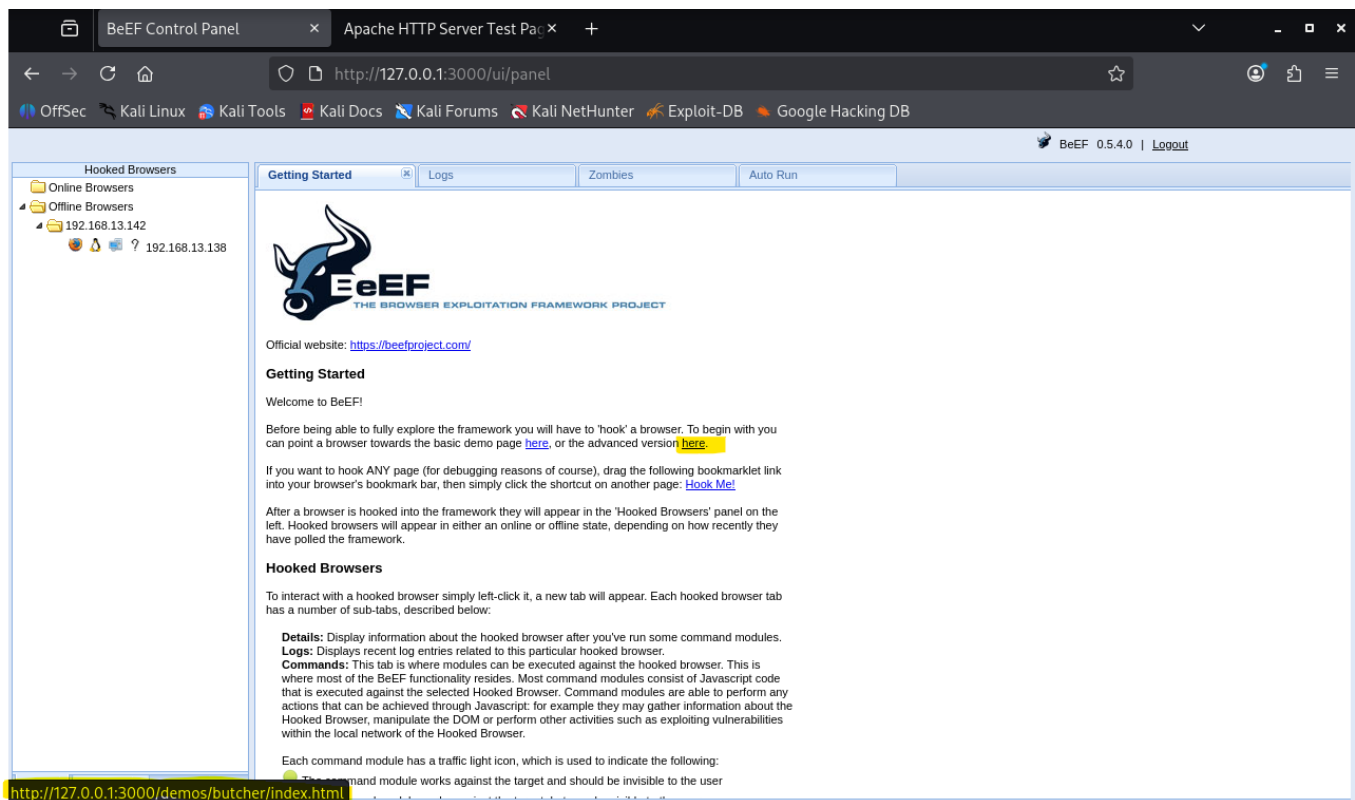 BeEF Control Panel
Apache HTTP Server Test Pag
http://127.0.0.1:3000/ui/panel
OffSec Kali Linux Kali Tools Kali Docs Kali Forums Kali NetHunter Exploit-DB Google Hacking DB
BeEF 0.5.4.0 | Logout
Hooked Browsers
Online Browsers
Offline Browsers
192.168.13.142
? 192.168.13.138
Getting Started Logs Zombies Auto Run
BeEF
THE BROWSER EXPLOITATION FRAMEWORK PROJECT
Official website: https://beefproject.com/
Getting Started
Welcome to BeEF!
Before being able to fully explore the framework you will have to 'hook' a browser. To begin with you
can point a browser towards the basic demo page here, or the advanced version here.
If you want to hook ANY page (for debugging reasons of course), drag the following bookmarklet link
into your browser's bookmark bar, then simply click the shortcut on another page: Hook Me!
After a browser is hooked into the framework they will appear in the 'Hooked Browsers' panel on the
left. Hooked browsers will appear in either an online or offline state, depending on how recently they
have polled the framework.
Hooked Browsers
To interact with a hooked browser simply left-click it, a new tab will appear. Each hooked browser tab
has a number of sub-tabs, described below:
Details: Display information about the hooked browser after you've run some command modules.
Logs: Displays recent log entries related to this particular hooked browser.
Commands: This tab is where modules can be executed against the hooked browser. This is
where most of the BeEF functionality resides. Most command modules consist of Javascript code
that is executed against the selected Hooked Browser. Command modules are able to perform any
actions that can be achieved through Javascript: for example they may gather information about the
Hooked Browser, manipulate the DOM or perform other activities such as exploiting vulnerabilities
within the local network of the Hooked Browser.
Each command module has a traffic light icon, which is used to indicate the following:
The command module works against the target and should be invisible to the user
http://127.0.0.1:3000/demos/butcher/index.html